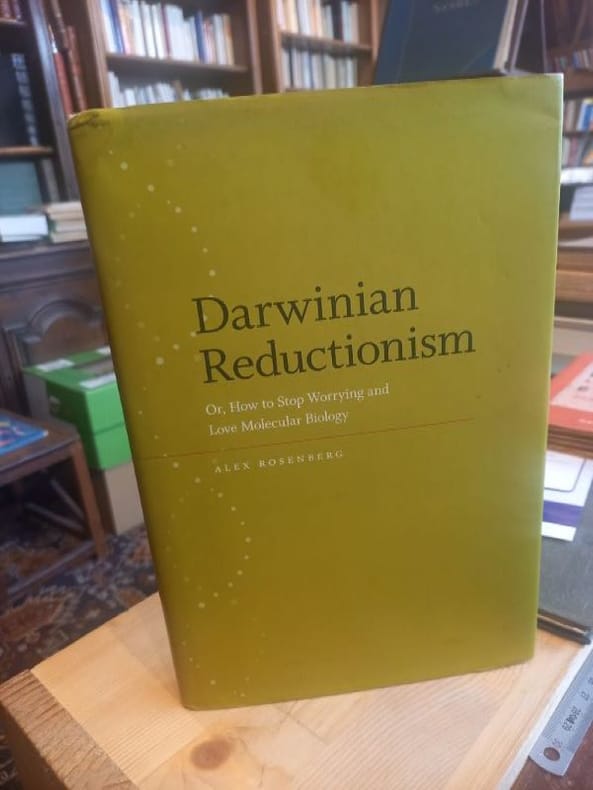 Darwinian
Reductionism
Or, How to Stop Worrying and
Love Molecular Biology
ALEX ROSENBERG